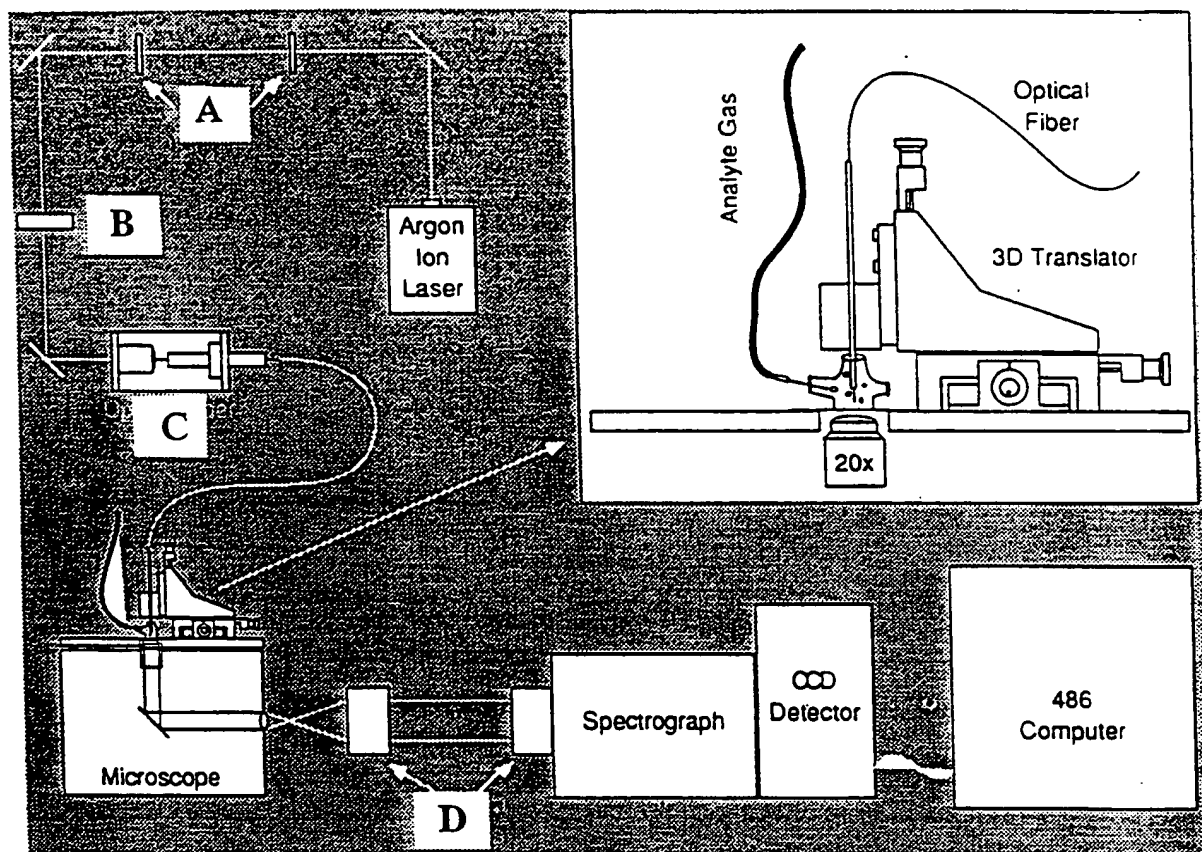 A
B
Argon
Ion
Laser
C
Analyte Gas
Optical
Fiber
3D Translator
20x
Microscope
D
Spectrograph
CCD
Detector
486
Computer